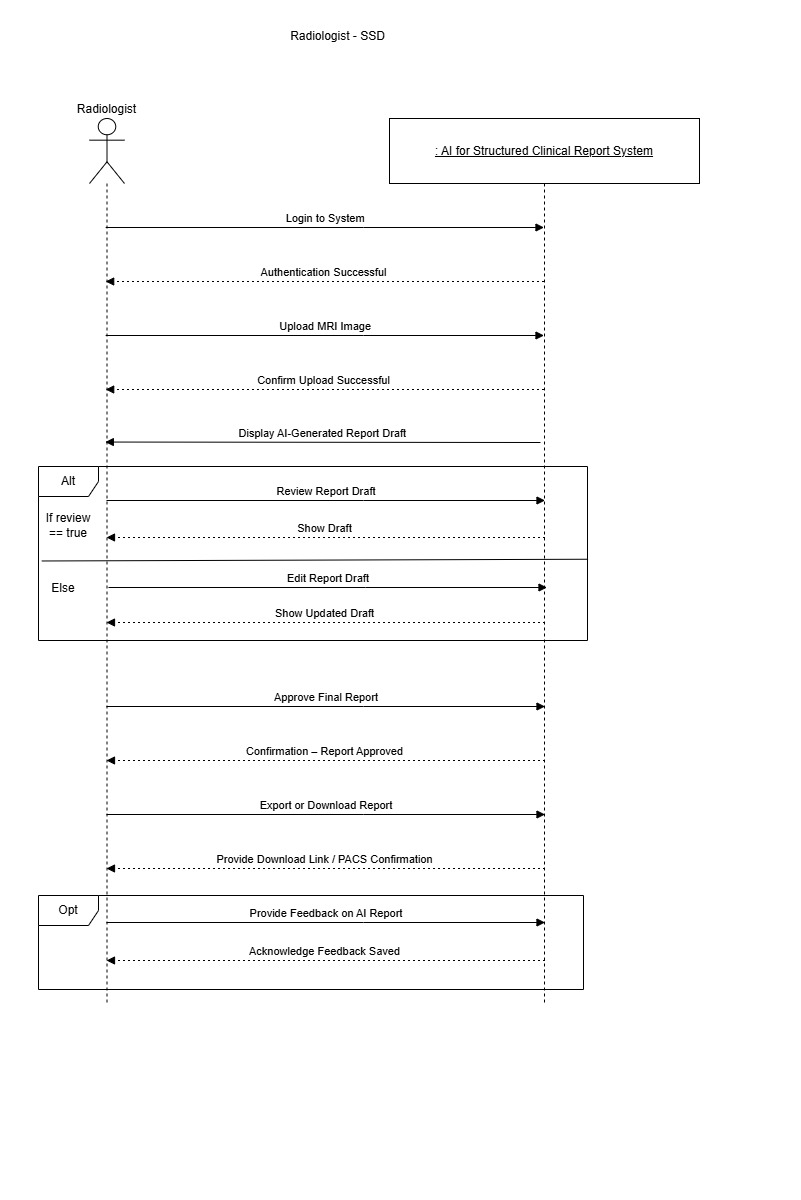 Radiologist - SSD
Radiologist
: AI for Structured Clinical Report System
Login to System
Authentication Successful
Upload MRI Image
Confirm Upload Successful
Display AI-Generated Report Draft
Alt
Review Report Draft
If review
== true
Show Draft
Else
Edit Report Draft
Show Updated Draft
Approve Final Report
Confirmation – Report Approved
Export or Download Report
Provide Download Link / PACS Confirmation
Opt
Provide Feedback on AI Report
Acknowledge Feedback Saved